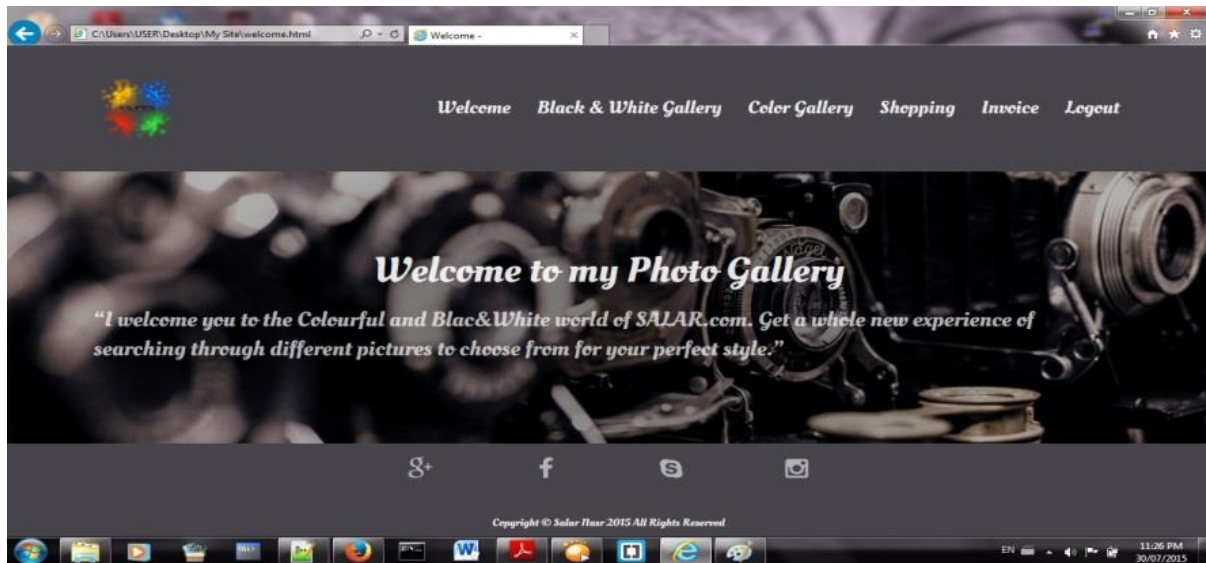 C:\Users\USER\Desktop\My Site\welcome.html
Welcome -
Welcome Black & White Gallery Color Gallery Shopping Invoice Logout
Welcome to my Photo Gallery
“I welcome you to the Colourful and Blac&White world of SALAR.com. Get a whole new experience of
searching through different pictures to choose from for your perfect style.”
Copyright © Salar Nasr 2015 All Rights Reserved
EN
11:26 PM
30/07/2015